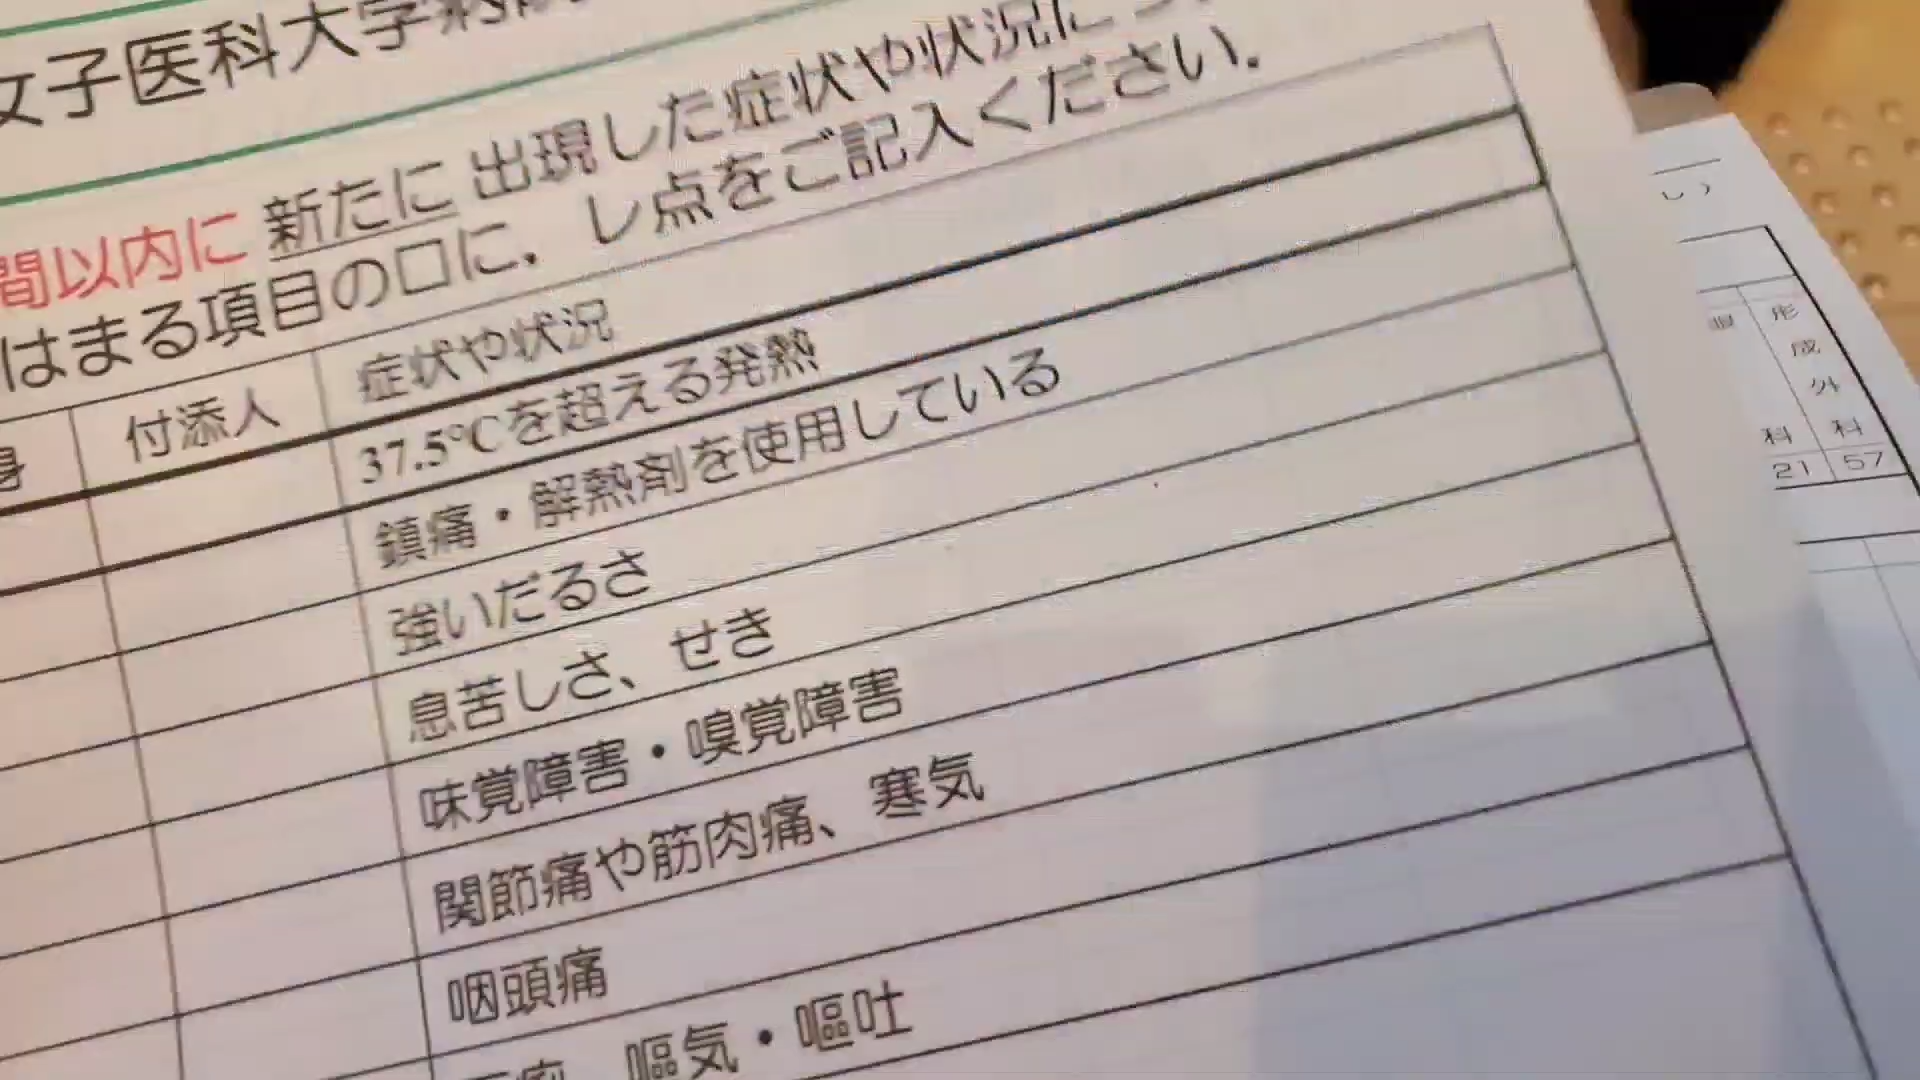 女子医科大学病院
間以内に 新たに 出現した症状や状況に
はまる項目の口に，レ点をご記入ください．
身 付添人 症状や状況
37.5℃を超える発熱
鎮痛・解熱剤を使用している
強いだるさ
息苦しさ、せき
味覚障害・嗅覚障害
関節痛や筋肉痛、寒気
咽頭痛
嘔気・嘔吐
形成外科
科
21 57